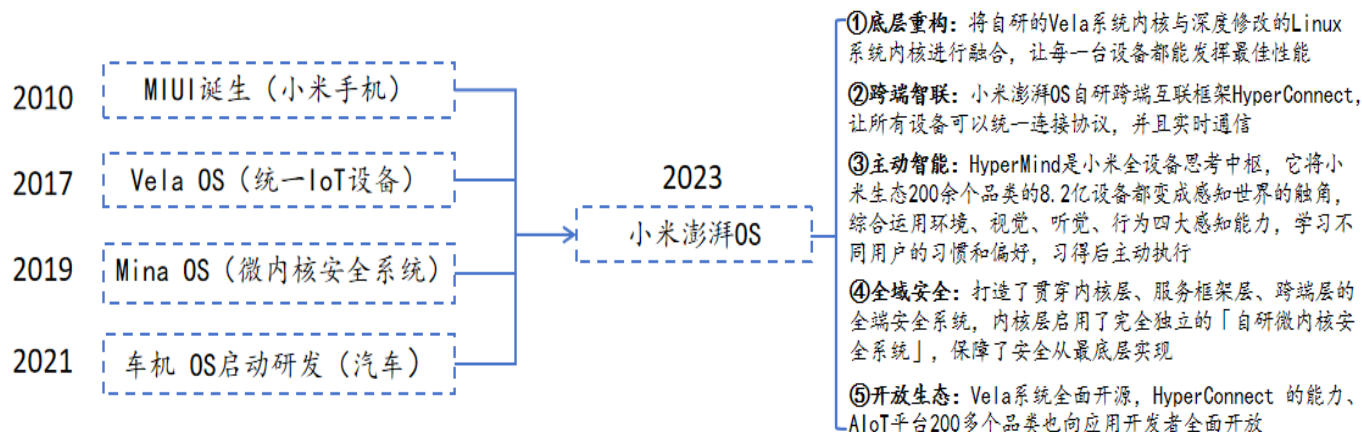 2010
MIUI诞生（小米手机）
2017
Vela OS（统一IoT设备）
2019
Mina OS（微内核安全系统）
2021
车机 OS启动研发（汽车）
2023
小米澎湃OS
①底层重构：将自研的Vela系统内核与深度修改的Linux
系统内核进行融合，让每一台设备都能发挥最佳性能
②跨端智联：小米澎湃OS自研跨端互联框架HyperConnect，
让所有设备可以统一连接协议，并且实时通信
③主动智能：HyperMind是小米全设备思考中枢，它将小
米生态200余个品类的8.2亿设备都变成感知世界的触角，
综合运用环境、视觉、听觉、行为四大感知能力，学习不
同用户的习惯和偏好，习得后主动执行
④全域安全：打造了贯穿内核层、服务框架层、跨端层的
全端安全系统，内核层启用了完全独立的「自研微内核安
全系统」，保障了安全从最底层实现
⑤开放生态：Vela系统全面开源，HyperConnect 的能力、
AIoT平台200多个品类也向应用开发者全面开放